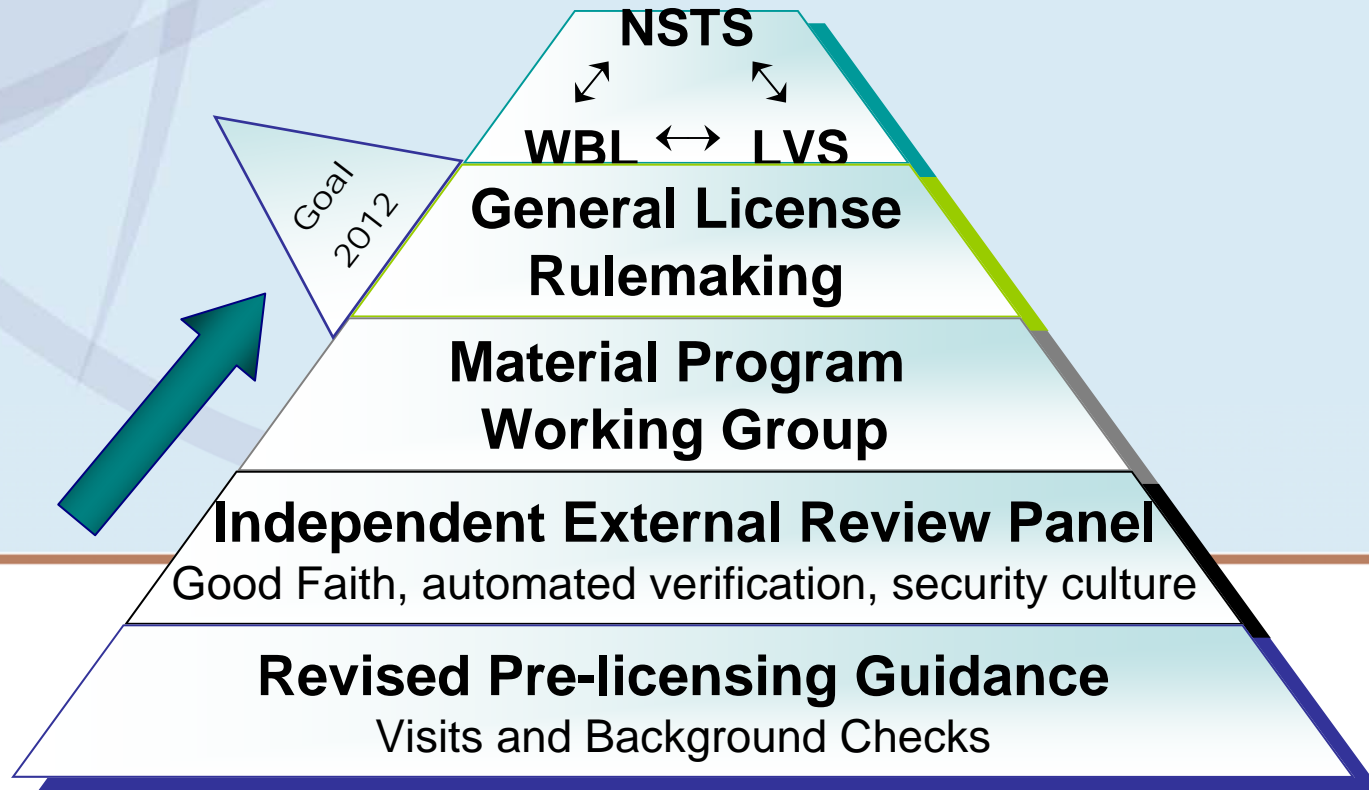 NSTS
WBL ↔ LVS
Goal
2012
General License
Rulemaking
Material Program
Working Group
Independent External Review Panel
Good Faith, automated verification, security culture
Revised Pre-licensing Guidance
Visits and Background Checks